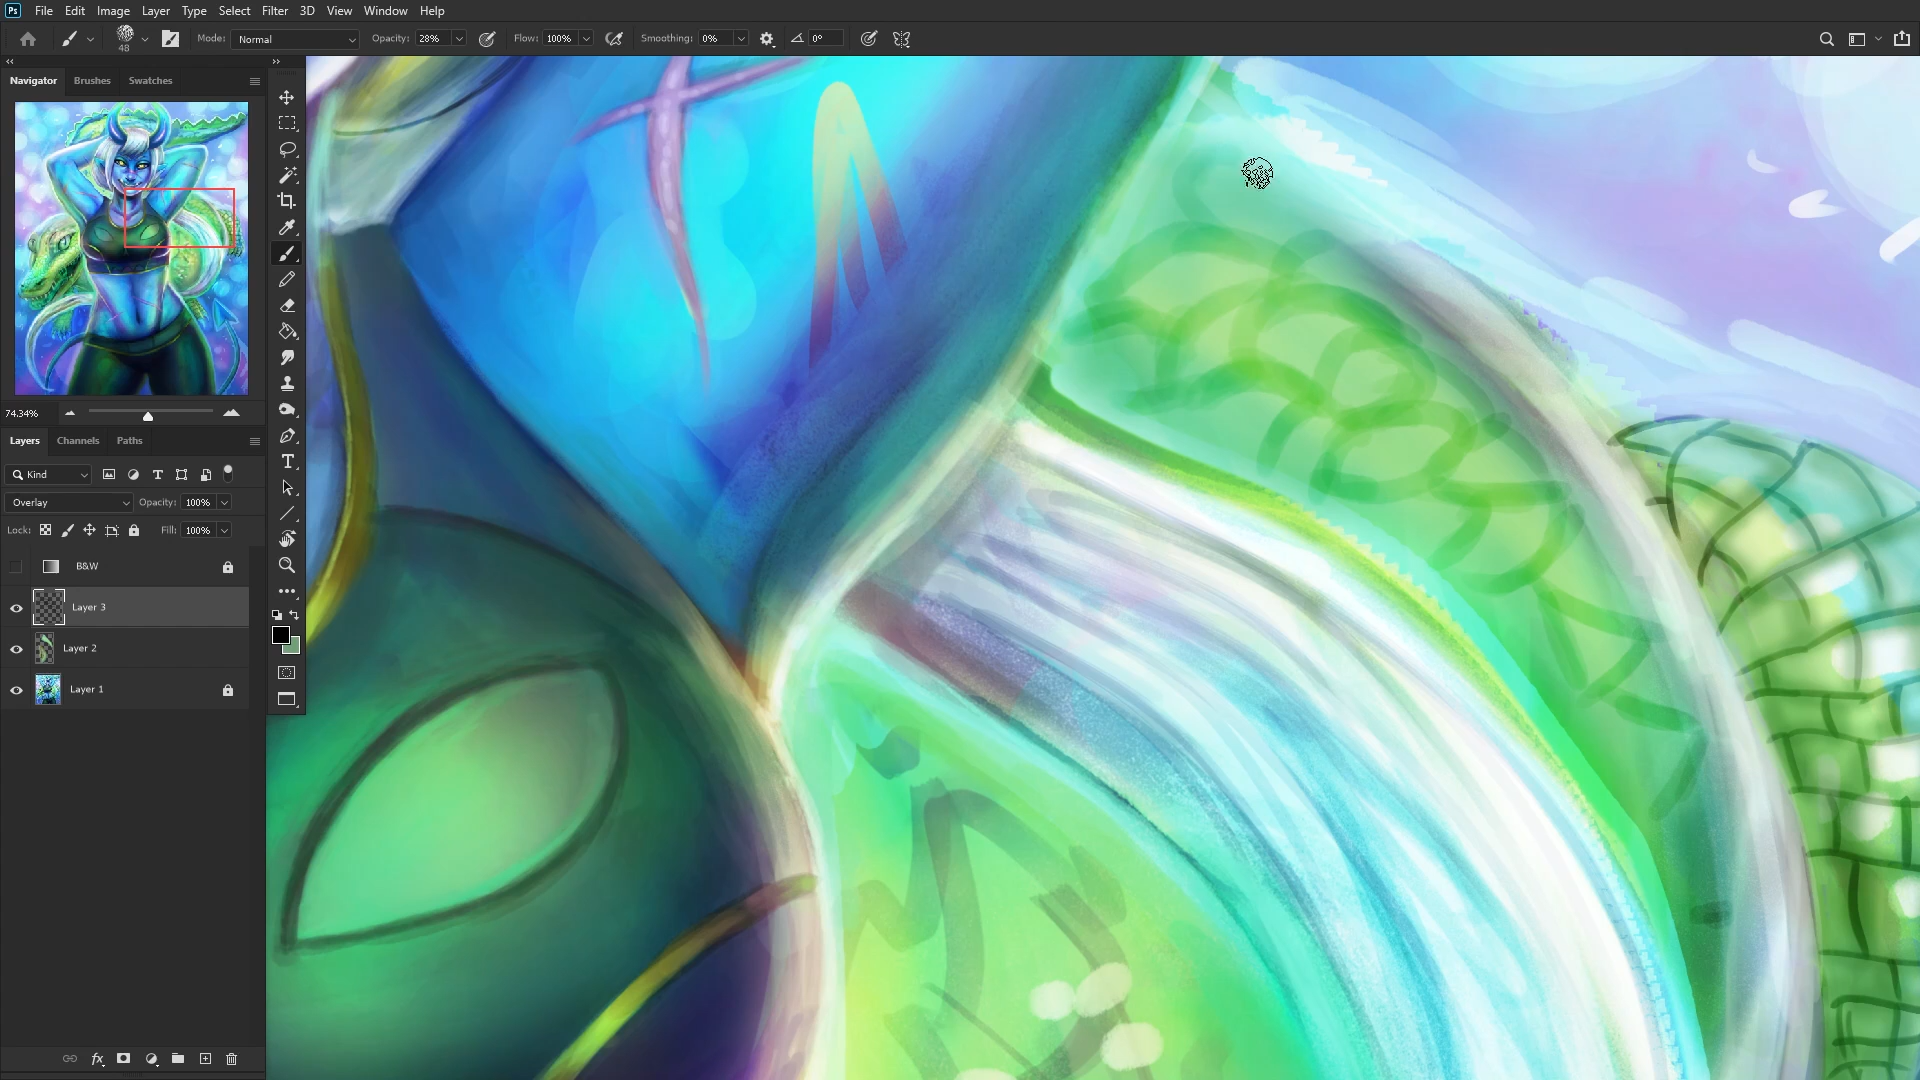 Ps File Edit Image Layer Type Select Filter 3D View Window Help
48 Mode: Normal Opacity: 28% Flow: 100% Smoothing: 0% 0°
Navigator Brushes Swatches
74.34%
Layers Channels Paths
Kind T
Overlay Opacity: 100%
Lock: Fill: 100%
B&W
Layer 3
Layer 2
Layer 1
fx
T